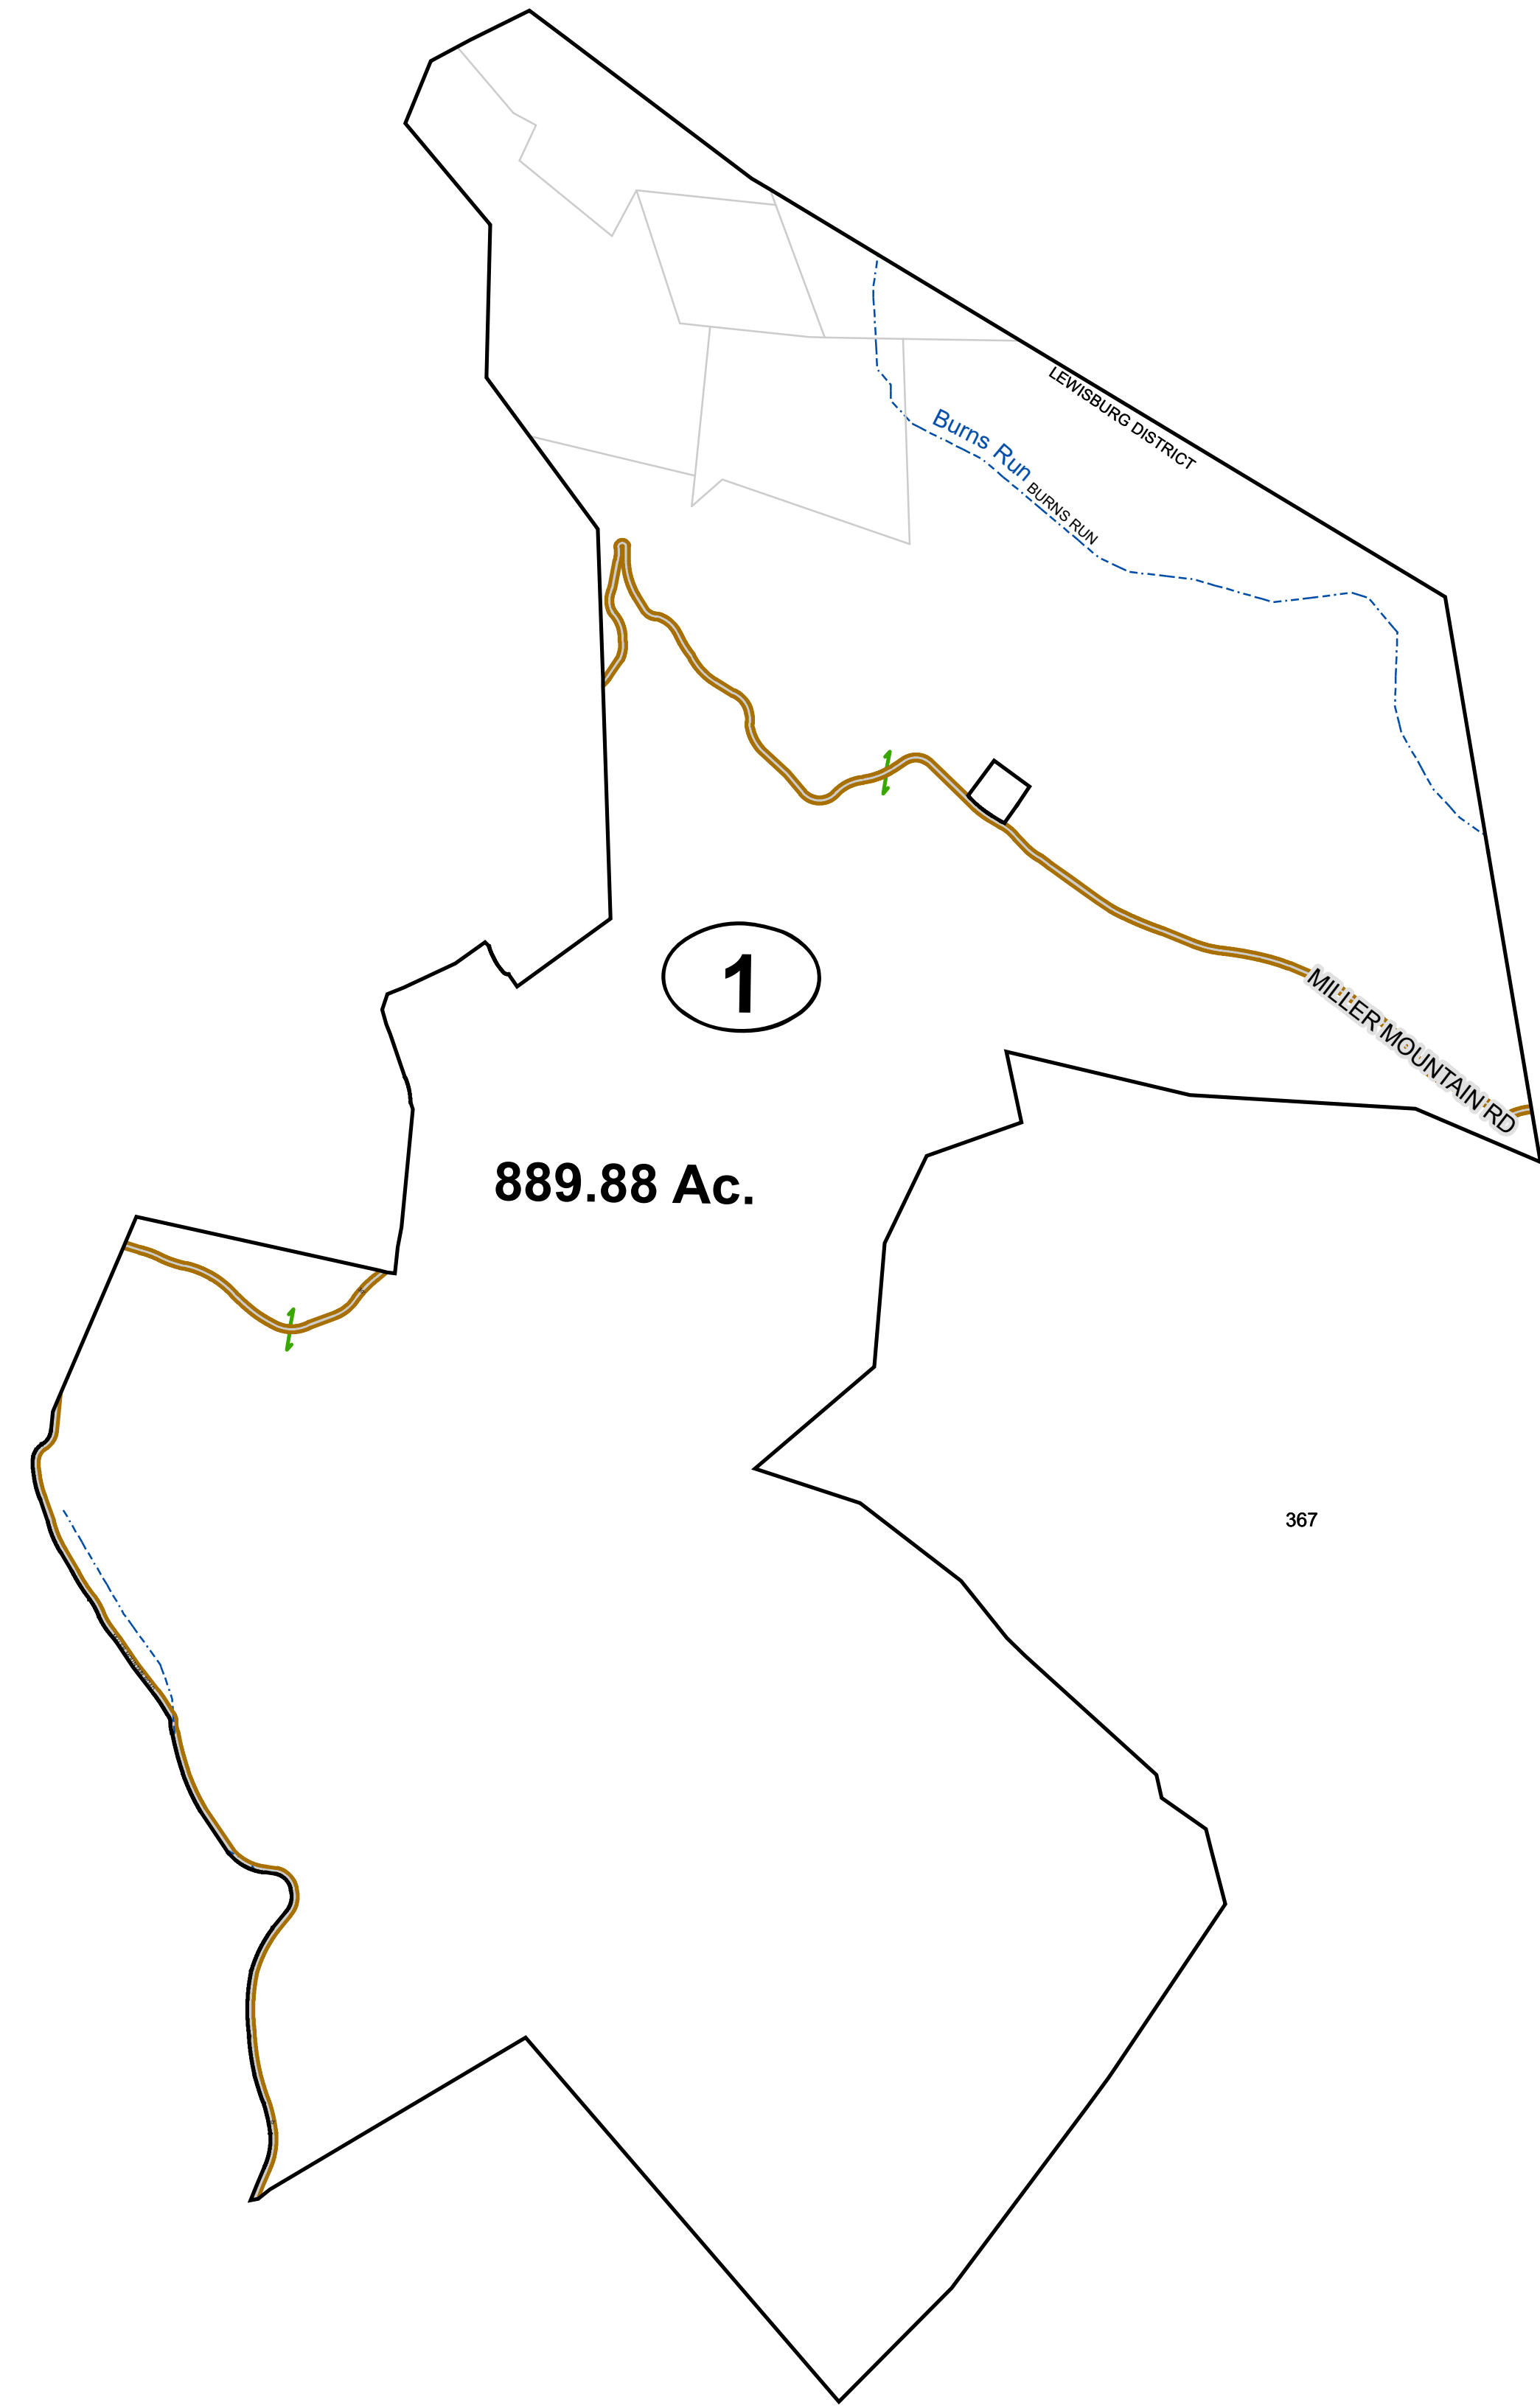 LEWISBURG DISTRICT
Burns Run
BURNS RUN
1
MILLER MOUNTAIN RD
889.88 Ac.
367